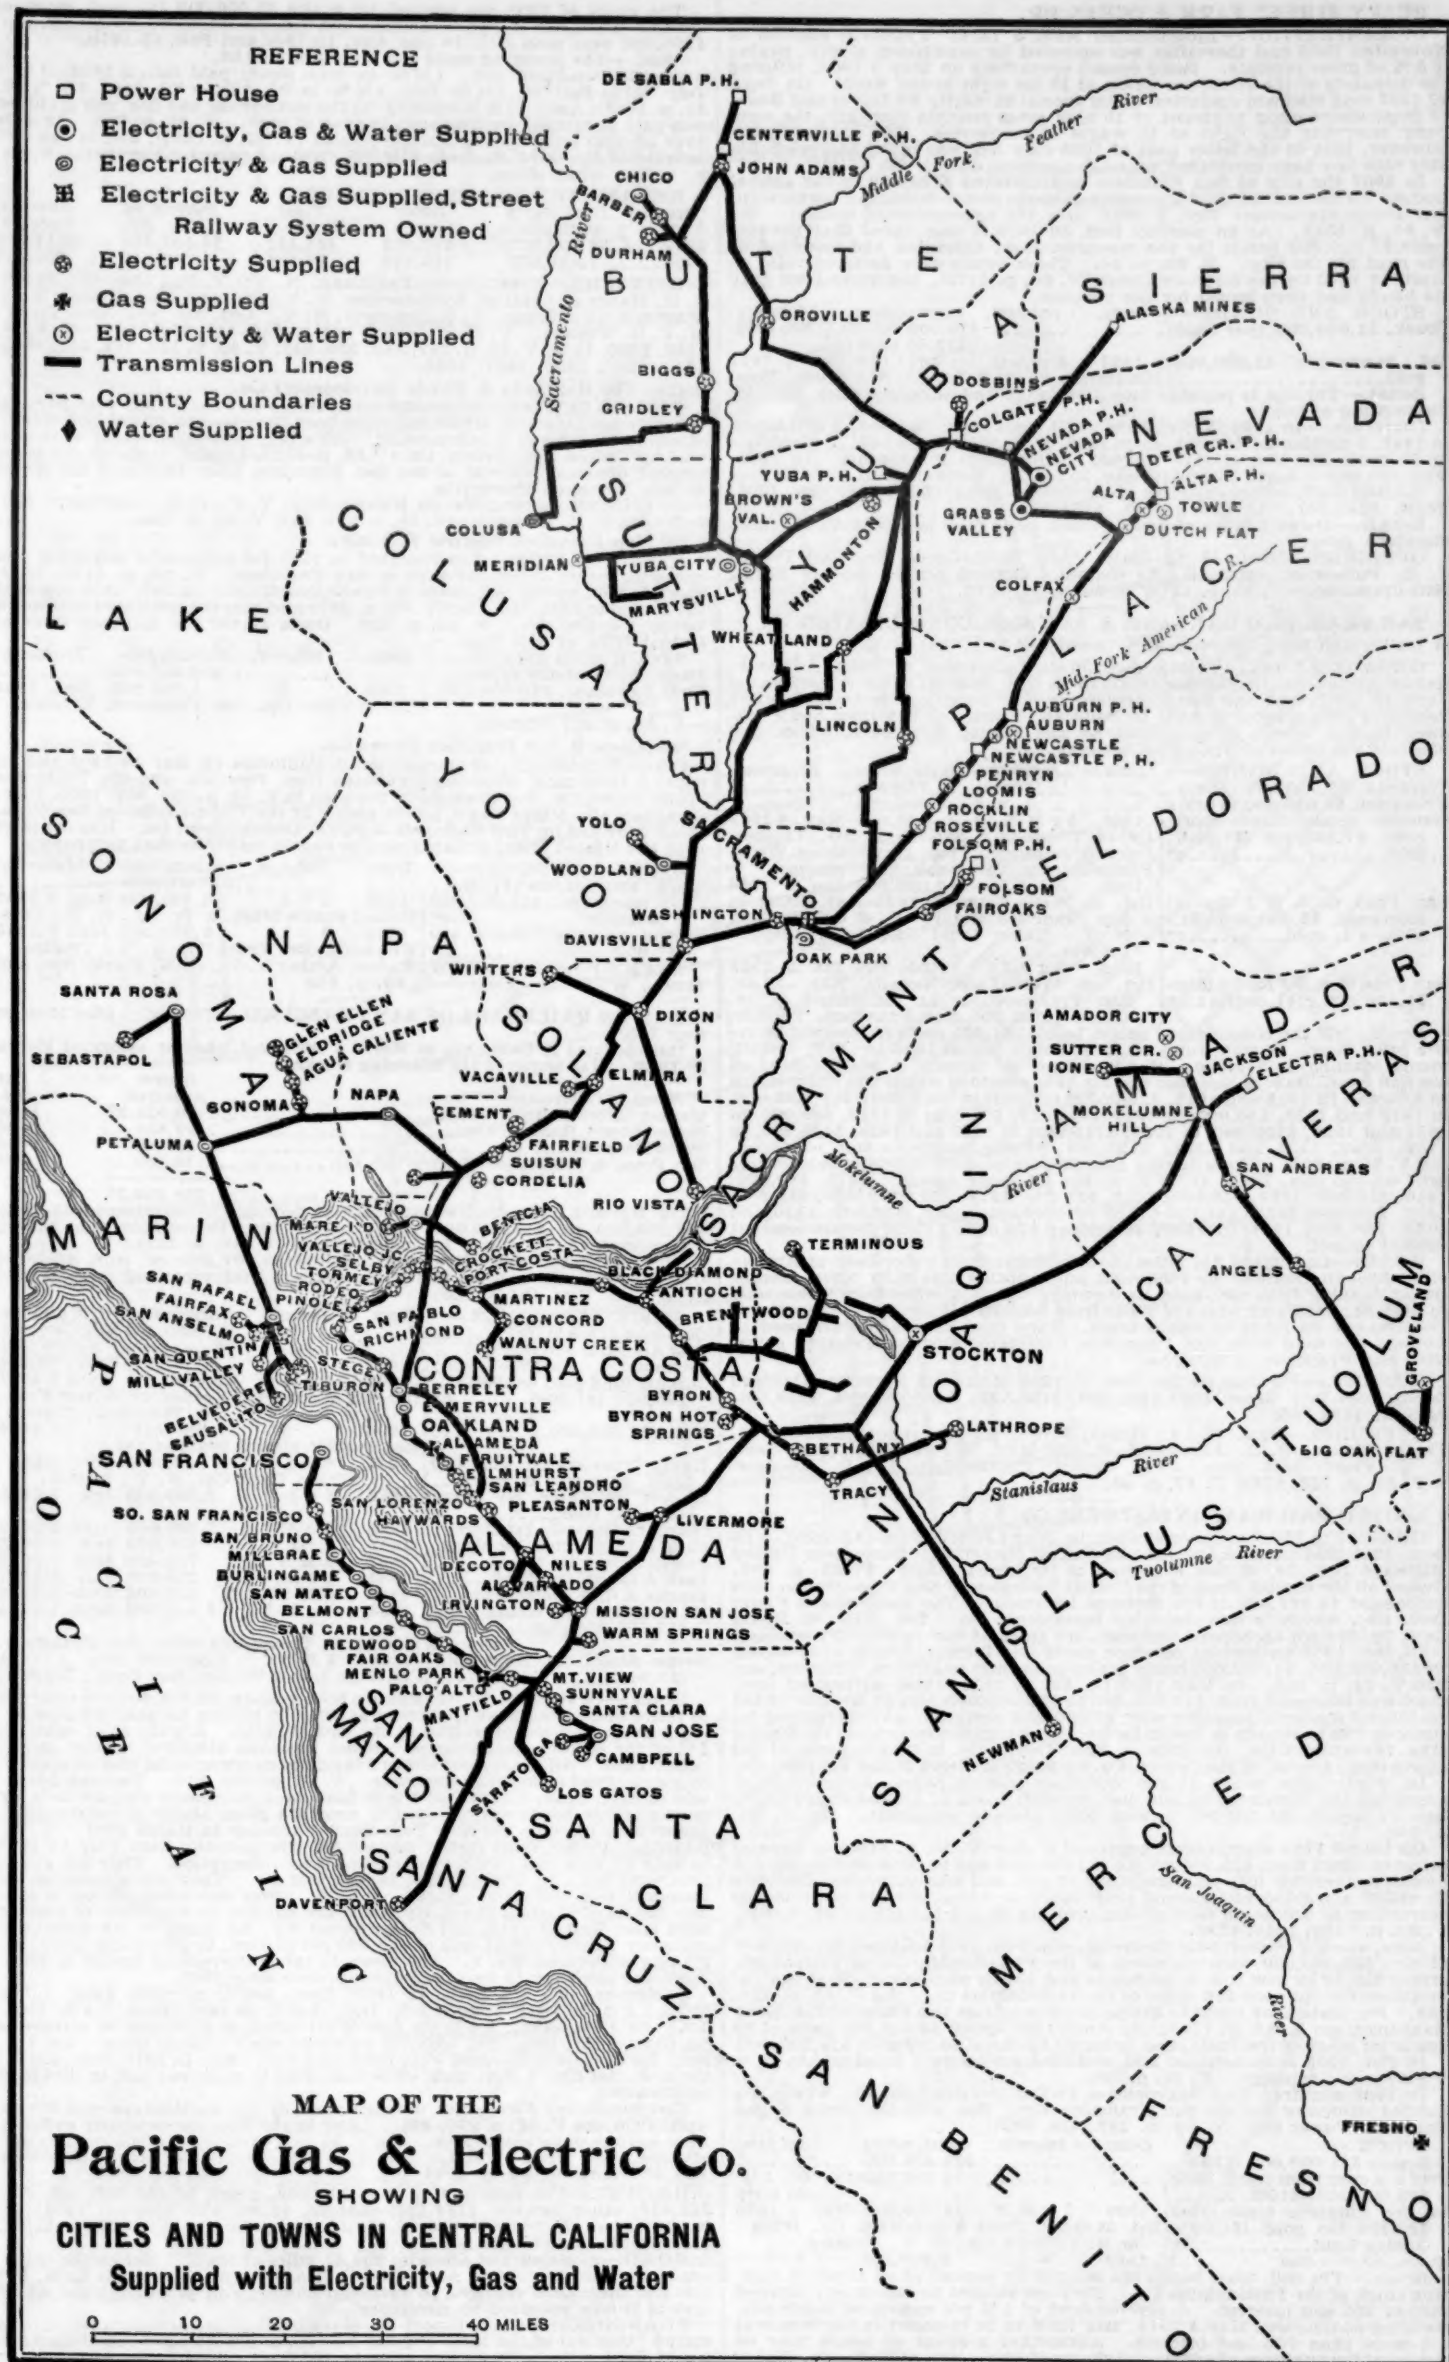 REFERENCE
Power House
Electricity, Gas & Water Supplied
Electricity & Gas Supplied
Electricity & Gas Supplied, Street
Railway System Owned
Electricity Supplied
Gas Supplied
Electricity & Water Supplied
Transmission Lines
County Boundaries
Water Supplied
DE SABLA P. H.
CENTERVILLE P. H.
JOHN ADAMS
Middle Fork Feather River
CHICO
BARBER
DURHAM
Sacramento River
BUTTE
SIERRA
ALASKA MINES
OROVILLE
BIGGS
GRIDLEY
YUBA
DOBBINS
COLGATE P.H.
NEVADA P.H.
NEVADA
CITY
NEVADA
DEER CR. P. H.
ALTA P.H.
ALTA
TOWLE
DUTCH FLAT
GRASS
VALLEY
YUBA P.H.
BROWN'S
VAL.
HAMMONTON
COLUSA
COLUSA
MERIDIAN
YUBA CITY
MARYSVILLE
SUTTER
WHEATLAND
COLFAX
PLACER
Mid. Fork American R.
LAKE
LINCOLN
AUBURN P. H.
AUBURN
NEWCASTLE
NEWCASTLE P. H.
PENRYN
LOOMIS
ROCKLIN
ROSEVILLE
FOLSOM P.H.
FOLSOM
FAIROAKS
ELDORADO
YOLO
YOLO
WOODLAND
SACRAMENTO
WASHINGTON
DAVISVILLE
OAK PARK
SACRAMENTO
SONOMA
NAPA
WINTERS
DIXON
SOLANO
SANTA ROSA
SEBASTAPOL
GLEN ELLEN
ELDRIDGE
AGUA CALIENTE
SONOMA
NAPA
VACAVILLE
ELMIRA
CEMENT
FAIRFIELD
SUISUN
CORDELIA
PETALUMA
RIO VISTA
AMADOR CITY
SUTTER CR.
IONE
JACKSON
ELECTRA P.H.
AMADOR
MOKELUMNE
HILL
Mokelumne River
SAN ANDREAS
CALAVERAS
ANGELS
TUOLUM
GROVELAND
BIG OAK FLAT
MARIN
VALLEJO
MARE I'D
BENICIA
VALLEJO JC.
CROCKETT
SELBY
PORT COSTA
TORMEY
RODEO
PINOLE
SAN RAFAEL
FAIRFAX
SAN ANSELMO
SAN QUENTIN
MILL VALLEY
BELVEDERE
SAUSALITO
TIBURON
SAN PABLO
RICHMOND
STEGE
MARTINEZ
CONCORD
WALNUT CREEK
BLACK DIAMOND
ANTIOCH
BRENTWOOD
TERMINOUS
STOCKTON
SAN JOAQUIN
CONTRA COSTA
BERRELEY
EMERYVILLE
OAKLAND
ALAMEDA
FRUITVALE
ELMHURST
SAN LEANDRO
SAN LORENZO
HAYWARDS
BYRON
BYRON HOT
SPRINGS
BETHANY
TRACY
LATHROPE
Stanislaus River
Tuolumne River
SAN FRANCISCO
SO. SAN FRANCISCO
SAN BRUNO
MILLBRAE
BURLINGAME
SAN MATEO
BELMONT
SAN CARLOS
REDWOOD
FAIR OAKS
MENLO PARK
PALO ALTO
MAYFIELD
PLEASANTON
LIVERMORE
ALAMEDA
DECOTO
NILES
ALVARADO
IRVINGTON
MISSION SAN JOSE
WARM SPRINGS
MT. VIEW
SUNNYVALE
SANTA CLARA
SAN JOSE
CAMBPELL
SARATOGA
LOS GATOS
SAN
MATEO
SANTA
CLARA
DAVENPORT
SANTA CRUZ
STANISLAUS
NEWMAN
MERCED
San Joaquin River
SAN BENITO
FRESNO
FRESNO
PACIFIC
OCEAN
MAP OF THE
Pacific Gas & Electric Co.
SHOWING
CITIES AND TOWNS IN CENTRAL CALIFORNIA
Supplied with Electricity, Gas and Water
0 10 20 30 40 MILES